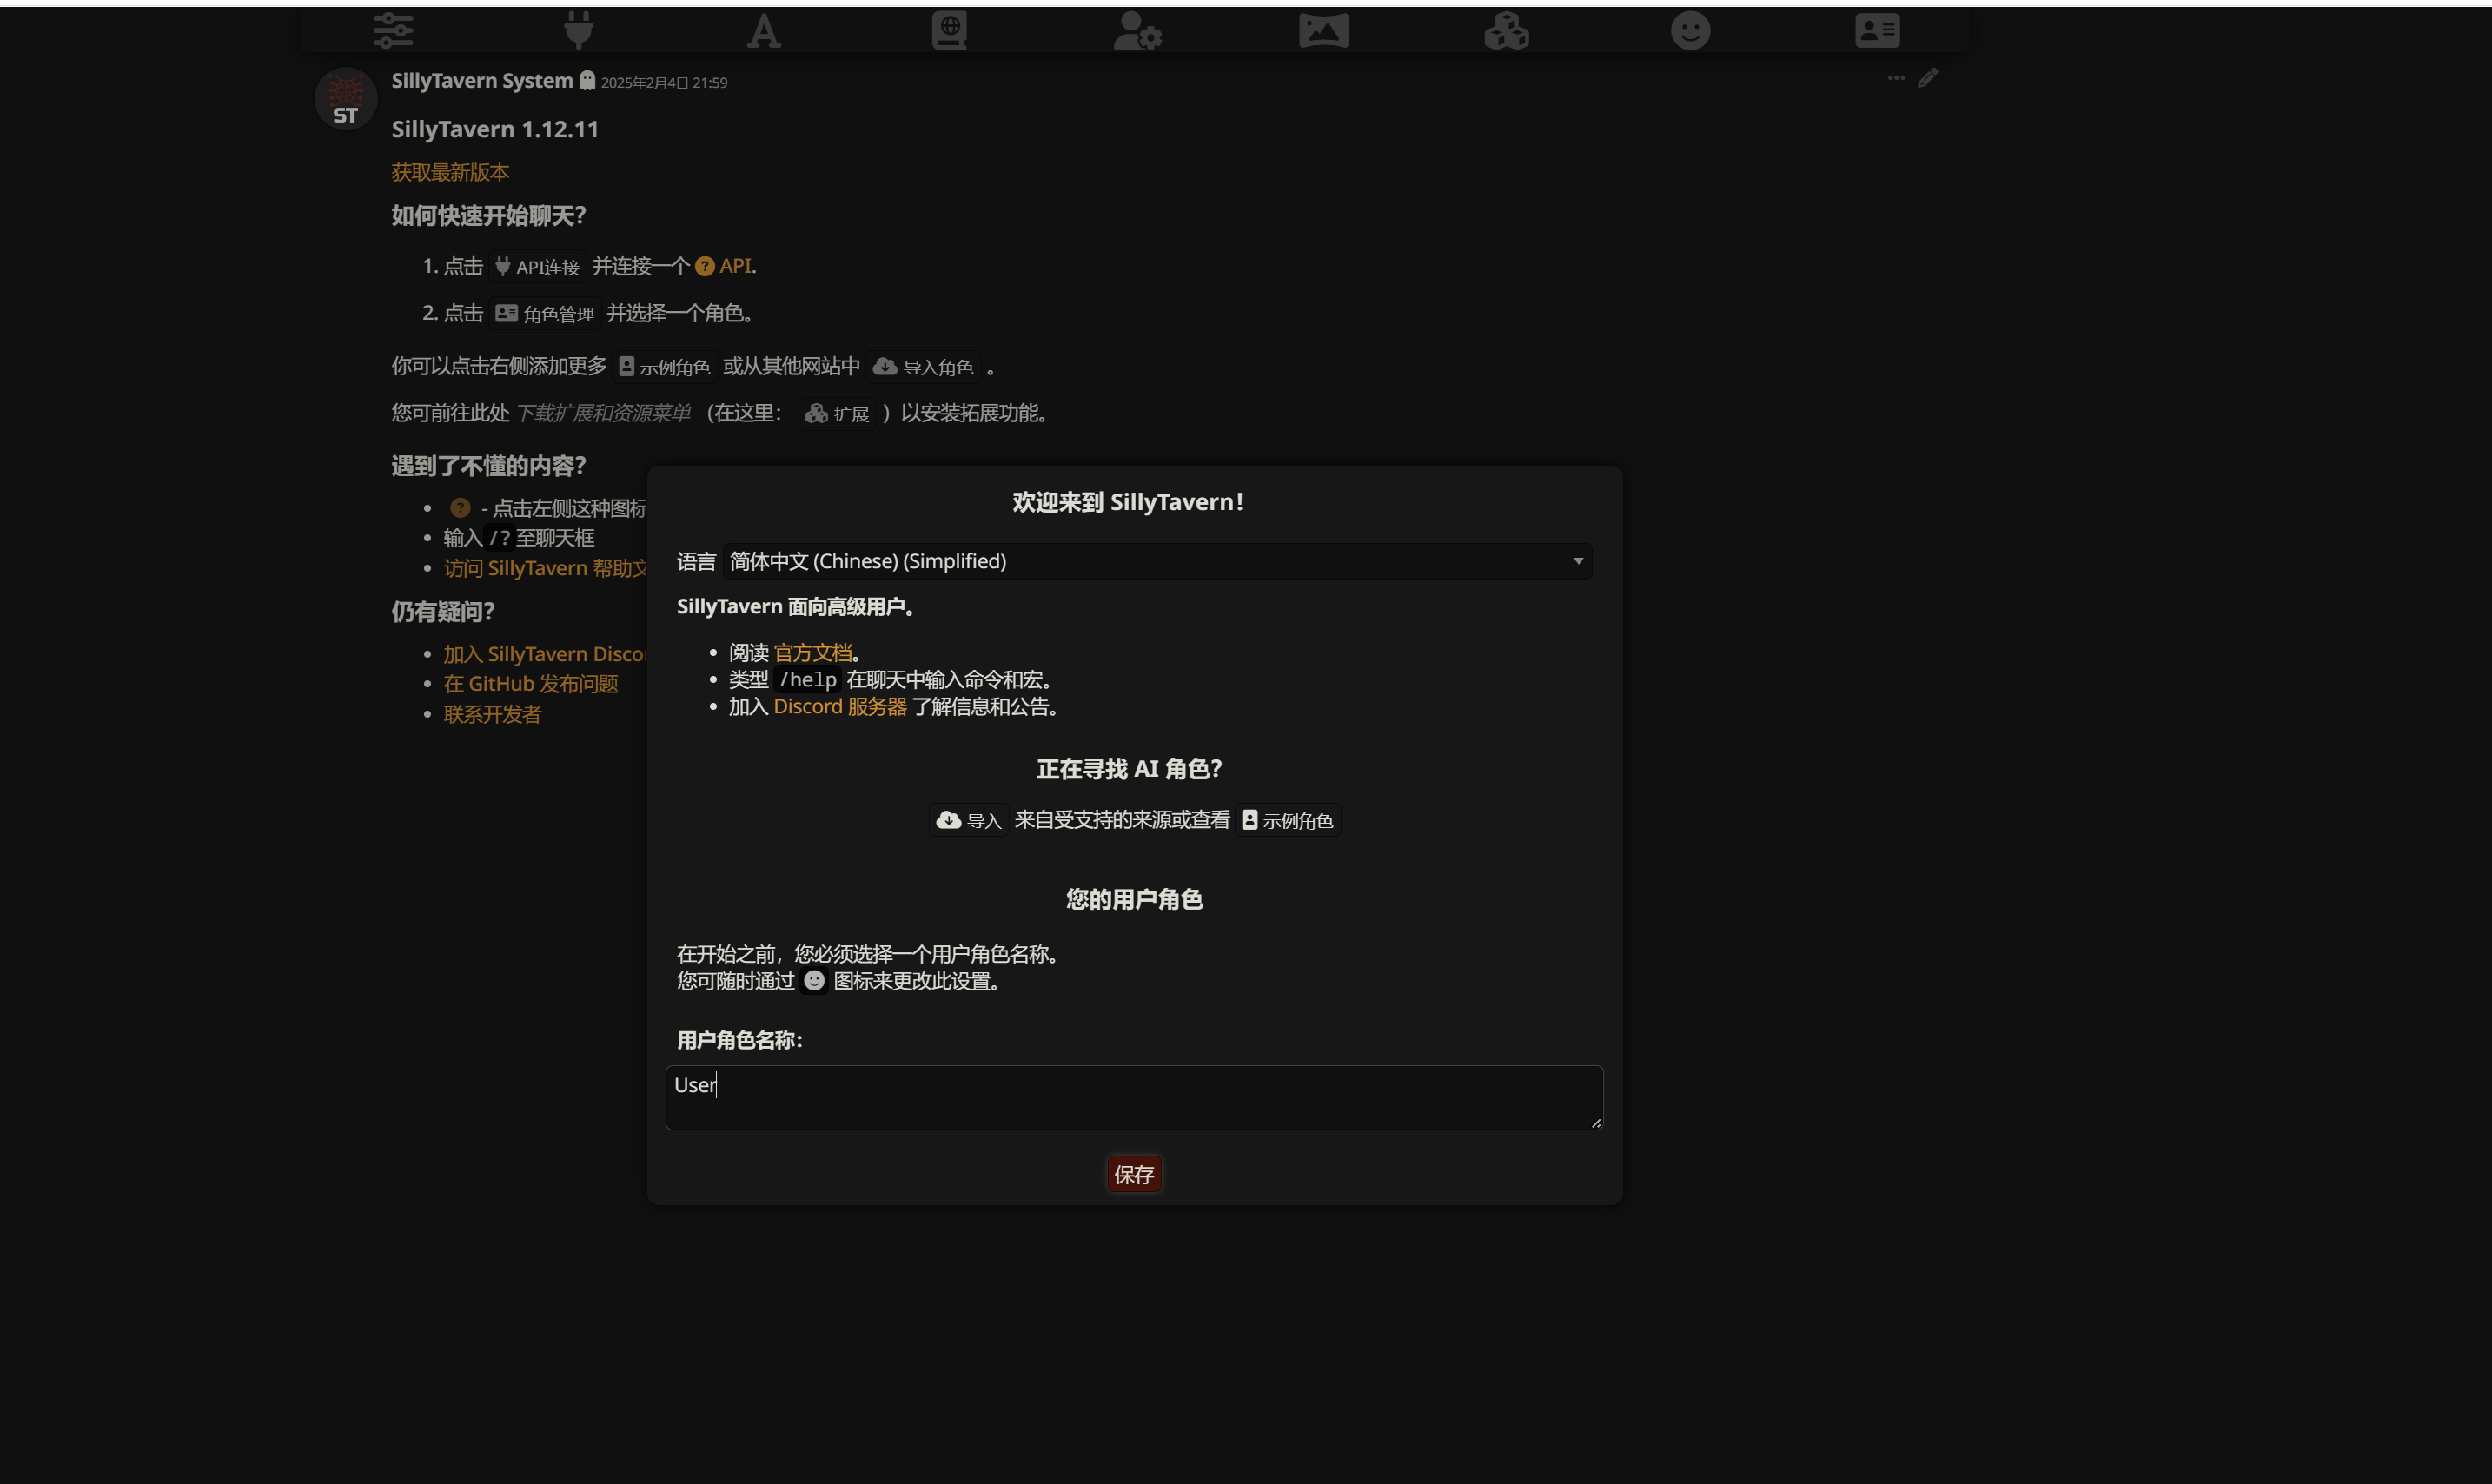 SillyTavern System 2025年2月4日 21:59
ST
SillyTavern 1.12.11
获取最新版本
如何快速开始聊天?
1. 点击 API连接 并连接一个 ? API.
2. 点击 角色管理 并选择一个角色。
你可以点击右侧添加更多 示例角色 或从其他网站中 导入角色 。
您可前往此处 下载扩展和资源菜单 （在这里： 扩展 ）以安装拓展功能。
遇到了不懂的内容?
? - 点击左侧这种图标
输入 /? 至聊天框
访问 SillyTavern 帮助文
仍有疑问?
加入 SillyTavern Discor
在 GitHub 发布问题
联系开发者
欢迎来到 SillyTavern！
语言 简体中文 (Chinese) (Simplified)
SillyTavern 面向高级用户。
阅读 官方文档。
类型 /help 在聊天中输入命令和宏。
加入 Discord 服务器 了解信息和公告。
正在寻找 AI 角色？
导入 来自受支持的来源或查看 示例角色
您的用户角色
在开始之前，您必须选择一个用户角色名称。
您可随时通过 图标来更改此设置。
用户角色名称：
User
保存